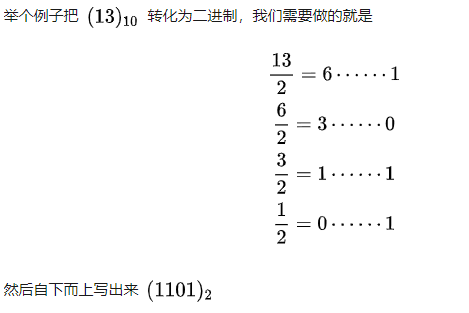 举个例子把 (13)₁₀ 转化为二进制，我们需要做的就是
13/2 = 6 ······ 1
6/2 = 3 ······ 0
3/2 = 1 ······ 1
1/2 = 0 ······ 1
然后自下而上写出来 (1101)₂